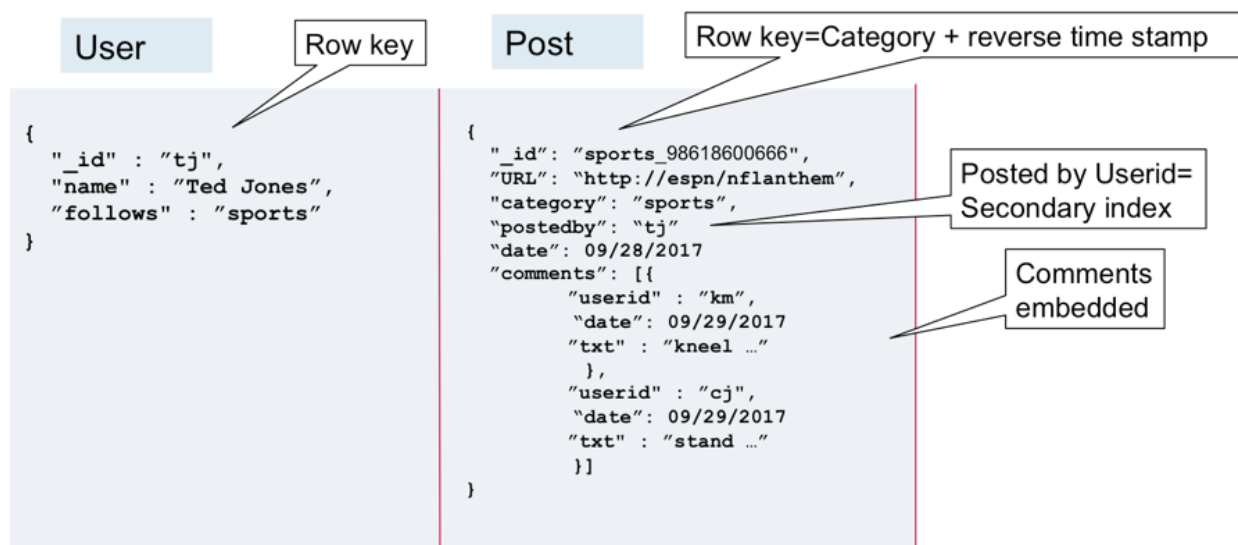 User
Row key
{
"_id" : ”tj",
"name" : ”Ted Jones”,
”follows" : ”sports”
}
Post
Row key=Category + reverse time stamp
{
"_id”: ”sports_98618600666",
”URL”: “http://espn/nflanthem”,
"category”: ”sports”,
“postedby”: “tj”
“date”: 09/28/2017
”comments”: [{
”userid" : ”km”,
“date”: 09/29/2017
”txt" : ”kneel …”
},
”userid" : ”cj”,
“date”: 09/29/2017
”txt" : ”stand …”
}]
}
Posted by Userid=
Secondary index
Comments
embedded